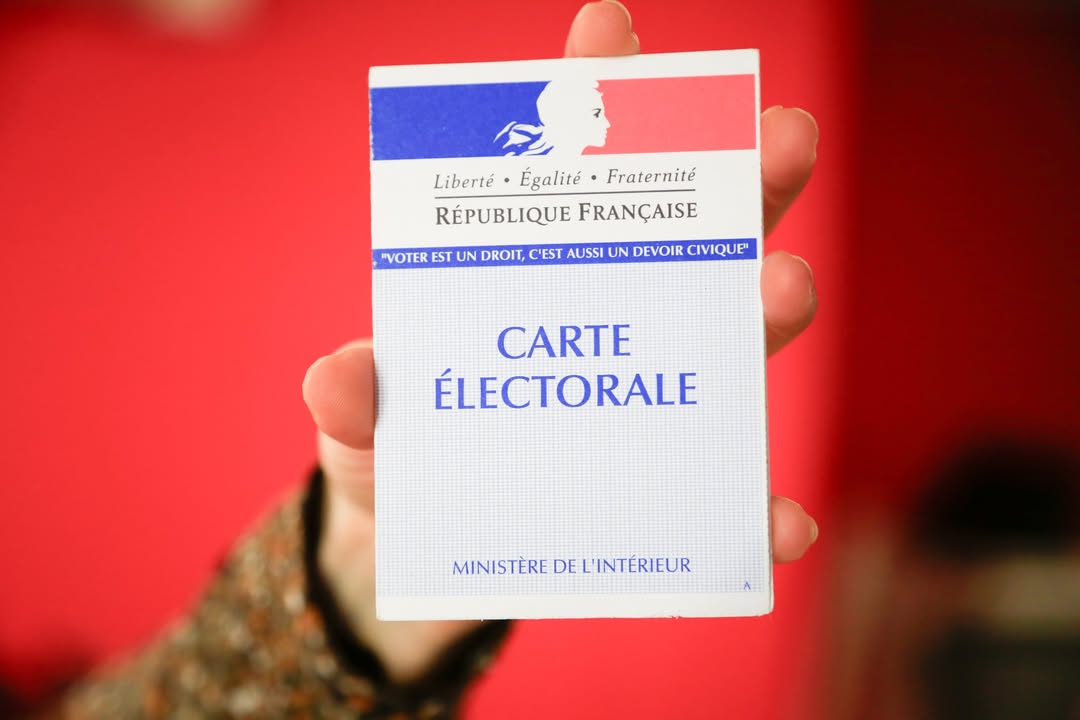 Liberté • Égalité • Fraternité
RÉPUBLIQUE FRANÇAISE
"VOTER EST UN DROIT, C'EST AUSSI UN DEVOIR CIVIQUE"
CARTE
ÉLECTORALE
MINISTÈRE DE L'INTÉRIEUR
A